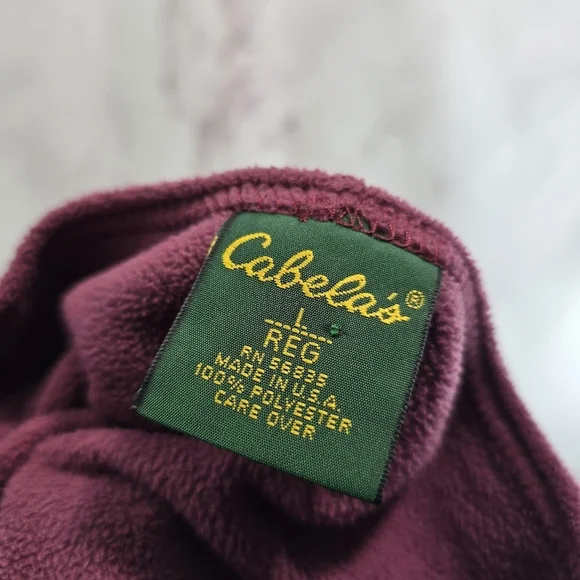 Cabela's®
L
REG
RN 56835
MADE IN U.S.A.
100% POLYESTER
CARE OVER